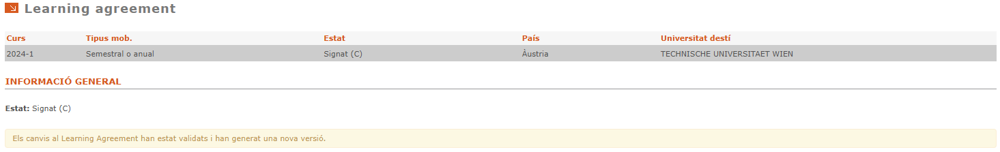 Learning agreement
Curs Tipus mob. Estat País Universitat destí
2024-1 Semestral o anual Signat (C) Àustria TECHNISCHE UNIVERSITAET WIEN
INFORMACIÓ GENERAL
Estat: Signat (C)
Els canvis al Learning Agreement han estat validats i han generat una nova versió.